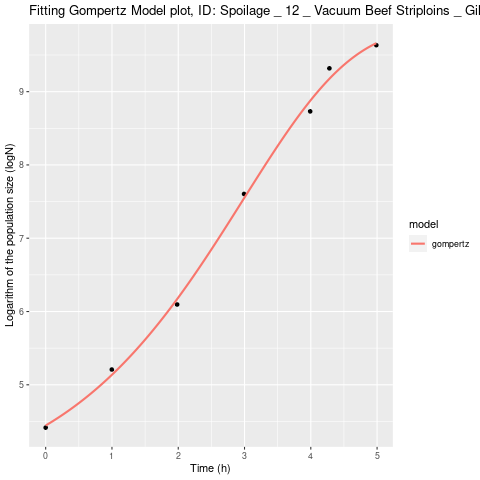 Fitting Gompertz Model plot, ID: Spoilage _ 12 _ Vacuum Beef Striploins _ Gil
Logarithm of the population size (logN)
9
8
7
6
5
0 1 2 3 4 5
Time (h)
model
gompertz